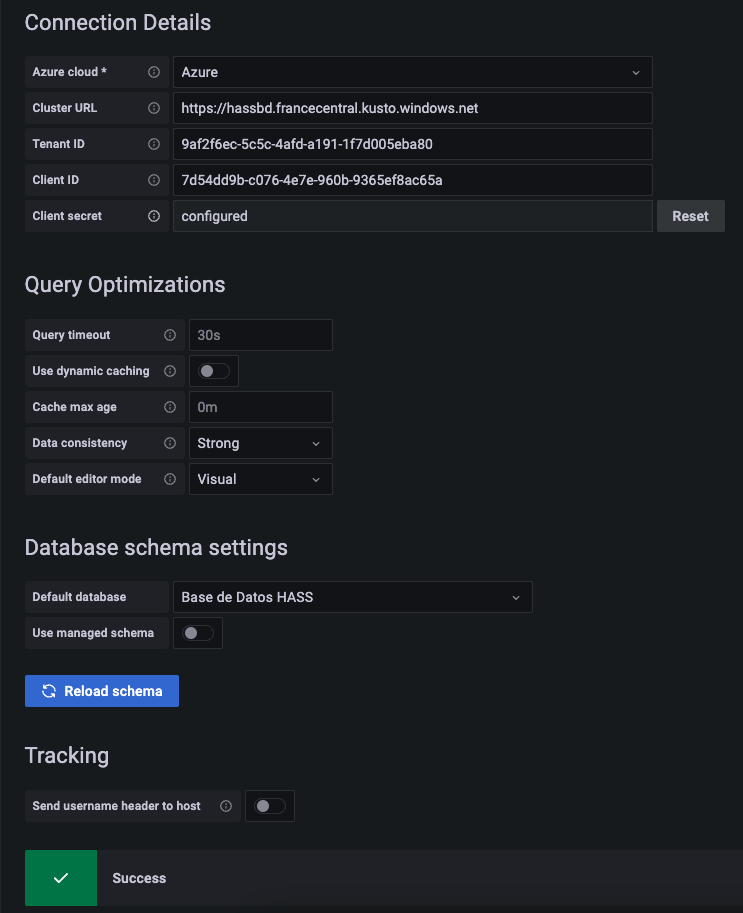 Connection Details
Azure cloud * Azure
Cluster URL https://hassbd.francecentral.kusto.windows.net
Tenant ID 9af2f6ec-5c5c-4afd-a191-1f7d005eba80
Client ID 7d54dd9b-c076-4e7e-960b-9365ef8ac65a
Client secret configured Reset
Query Optimizations
Query timeout 30s
Use dynamic caching
Cache max age 0m
Data consistency Strong
Default editor mode Visual
Database schema settings
Default database Base de Datos HASS
Use managed schema
Reload schema
Tracking
Send username header to host
Success